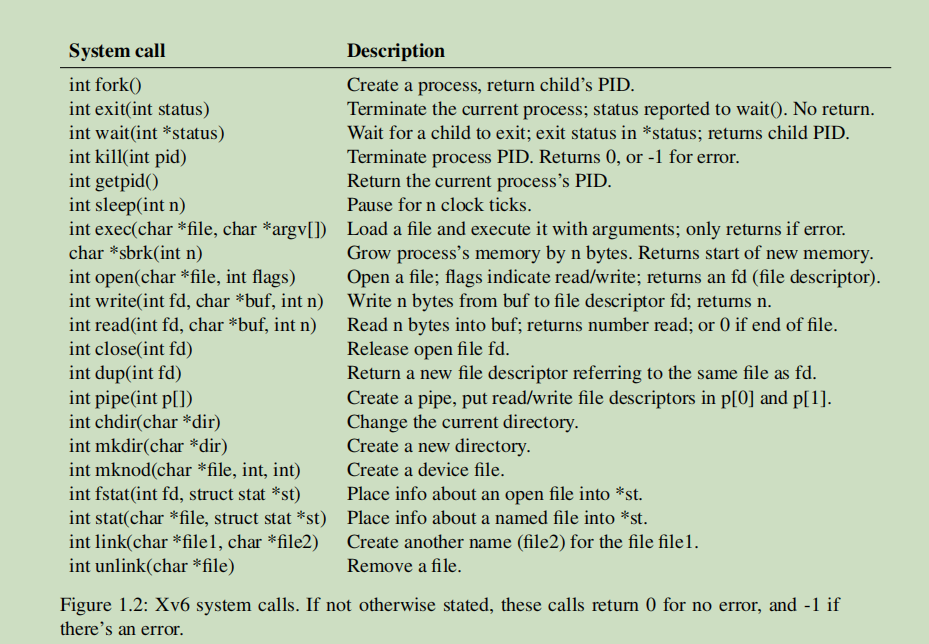 System call Description
int fork() Create a process, return child's PID.
int exit(int status) Terminate the current process; status reported to wait(). No return.
int wait(int *status) Wait for a child to exit; exit status in *status; returns child PID.
int kill(int pid) Terminate process PID. Returns 0, or -1 for error.
int getpid() Return the current process's PID.
int sleep(int n) Pause for n clock ticks.
int exec(char *file, char *argv[]) Load a file and execute it with arguments; only returns if error.
char *sbrk(int n) Grow process's memory by n bytes. Returns start of new memory.
int open(char *file, int flags) Open a file; flags indicate read/write; returns an fd (file descriptor).
int write(int fd, char *buf, int n) Write n bytes from buf to file descriptor fd; returns n.
int read(int fd, char *buf, int n) Read n bytes into buf; returns number read; or 0 if end of file.
int close(int fd) Release open file fd.
int dup(int fd) Return a new file descriptor referring to the same file as fd.
int pipe(int p[]) Create a pipe, put read/write file descriptors in p[0] and p[1].
int chdir(char *dir) Change the current directory.
int mkdir(char *dir) Create a new directory.
int mknod(char *file, int, int) Create a device file.
int fstat(int fd, struct stat *st) Place info about an open file into *st.
int stat(char *file, struct stat *st) Place info about a named file into *st.
int link(char *file1, char *file2) Create another name (file2) for the file file1.
int unlink(char *file) Remove a file.
Figure 1.2: Xv6 system calls. If not otherwise stated, these calls return 0 for no error, and -1 if
there's an error.